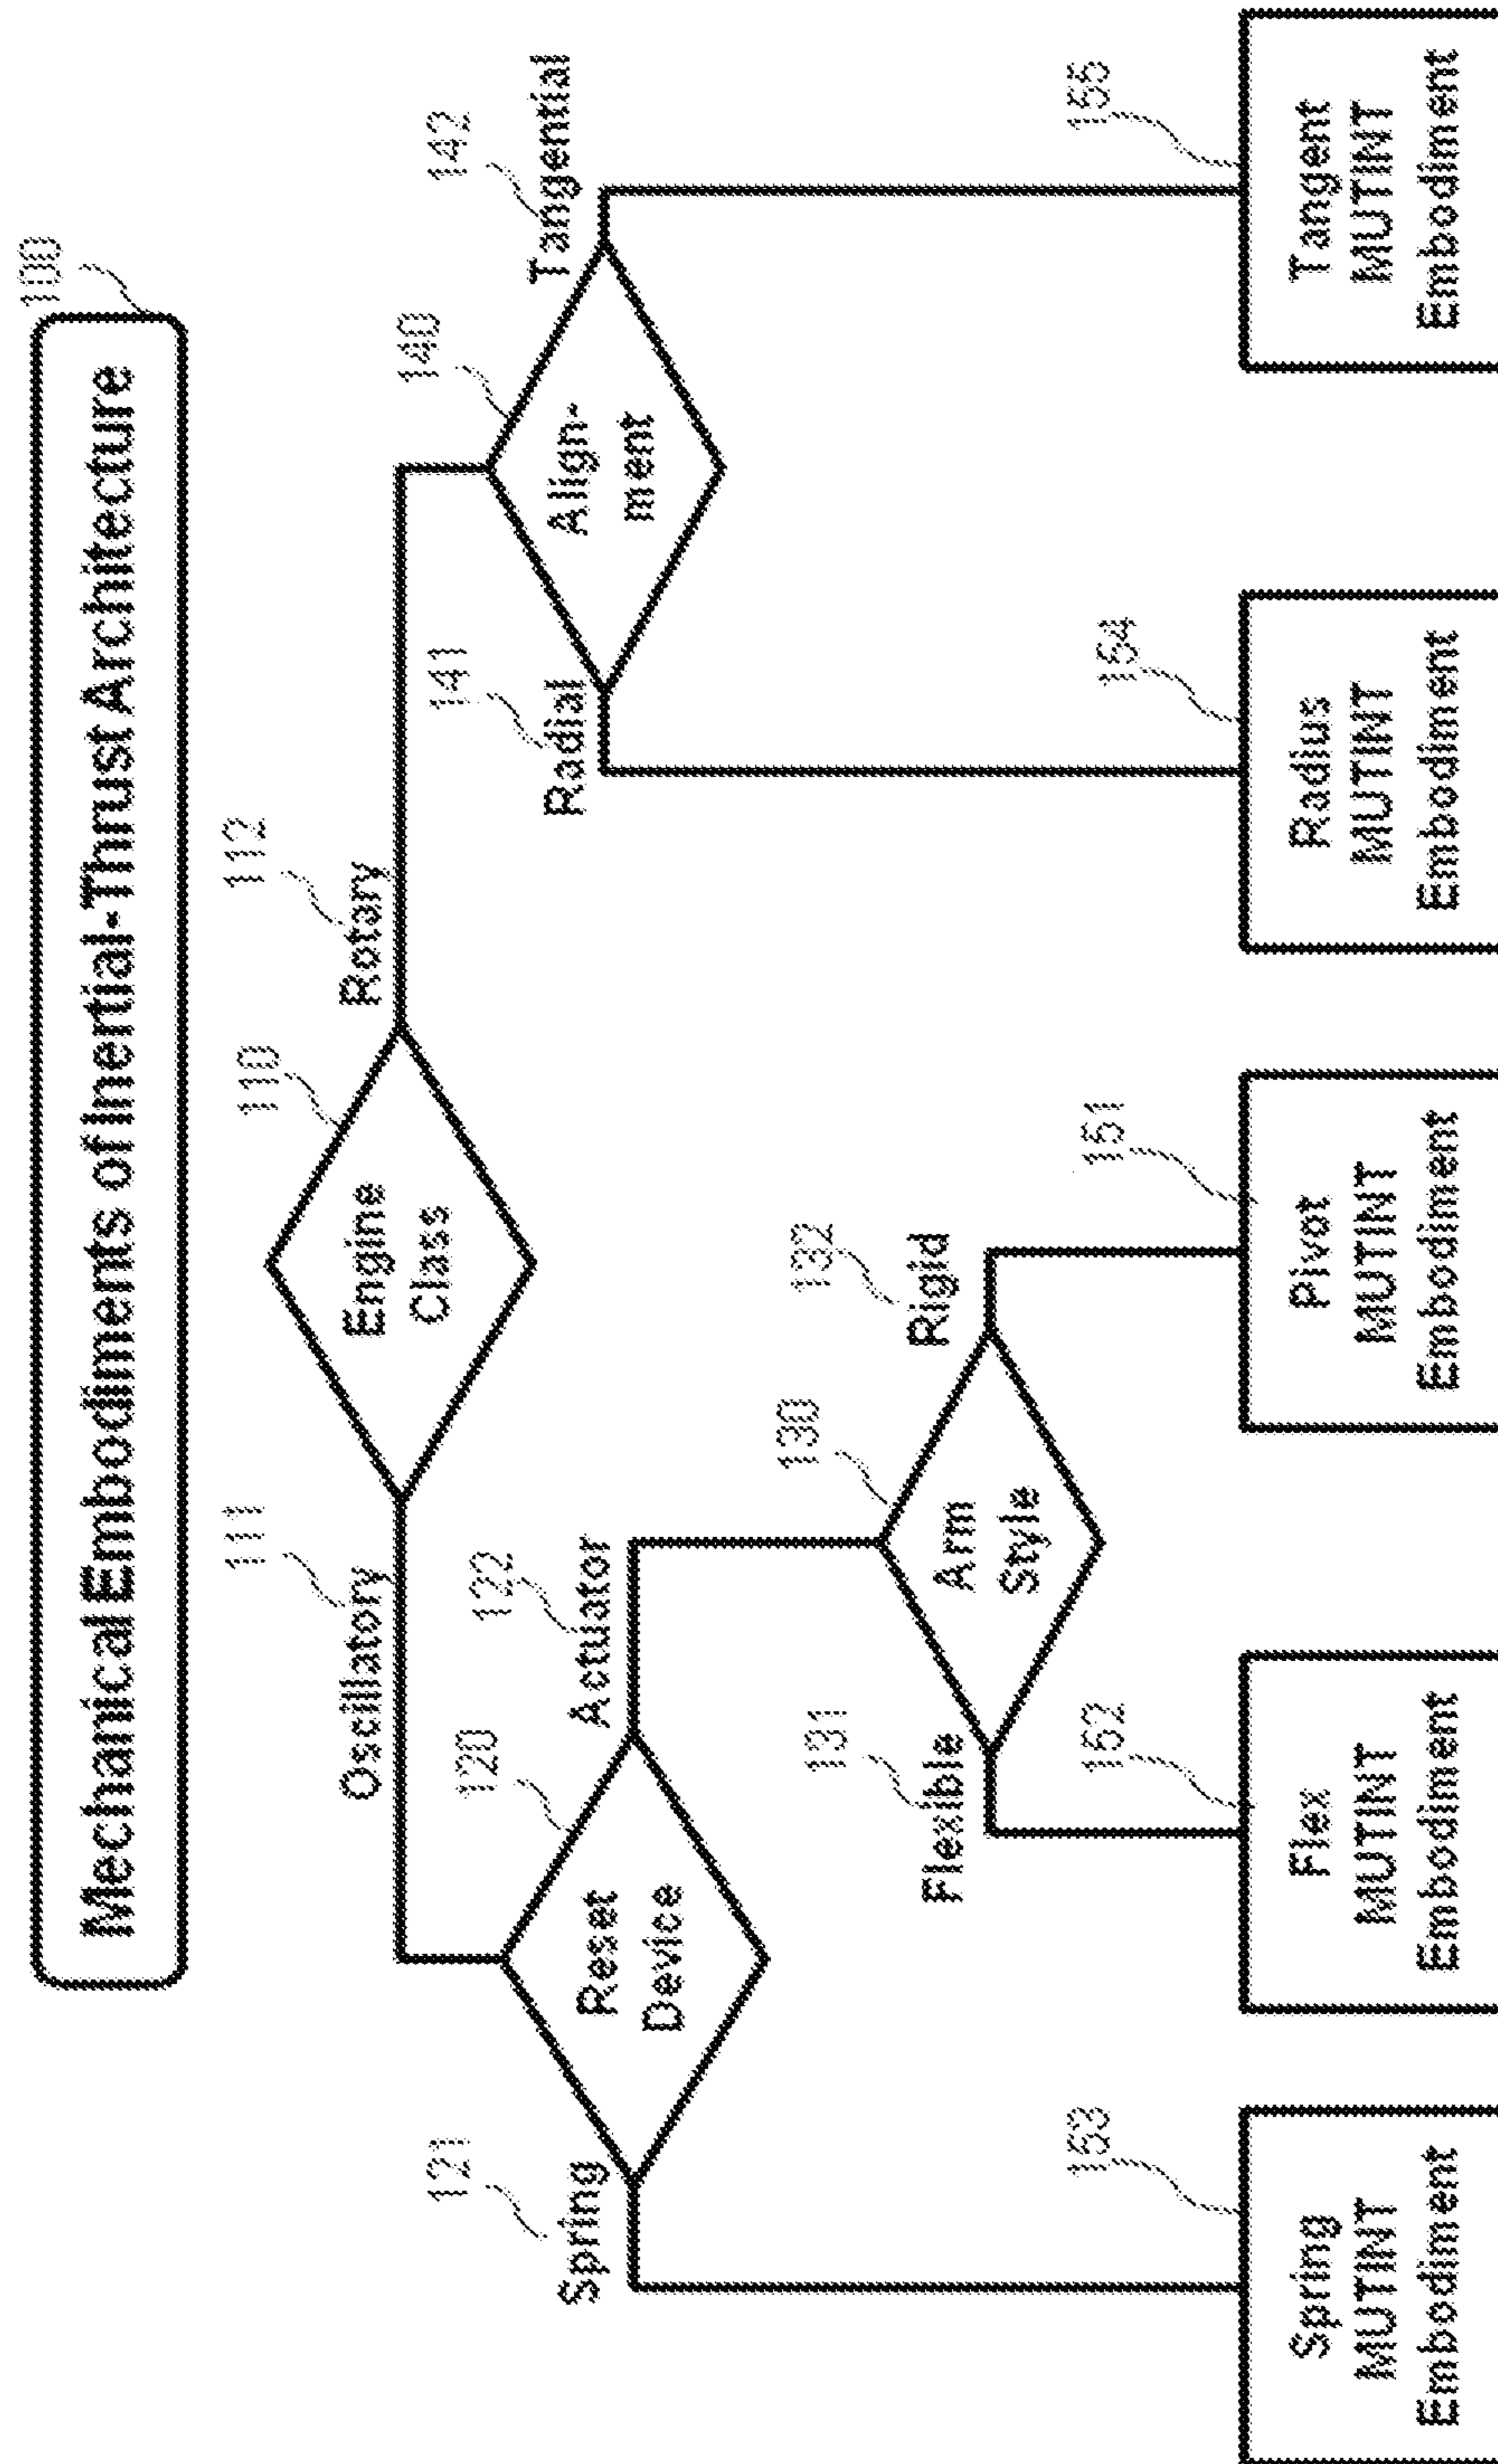 Mechanical Embodiments of Inertial-Thrust Architecture
100
111
110
112
Oscillatory
Rotary
Engine
Class
121
120
122
141
140
142
Spring
Actuator
Radial
Tangential
Reset
Device
Align-
ment
131
130
132
Flexible
Rigid
Arm
Style
153
152
151
154
155
Spring
MUTINT
Embodiment
Flex
MUTINT
Embodiment
Pivot
MUTINT
Embodiment
Radius
MUTINT
Embodiment
Tangent
MUTINT
Embodiment